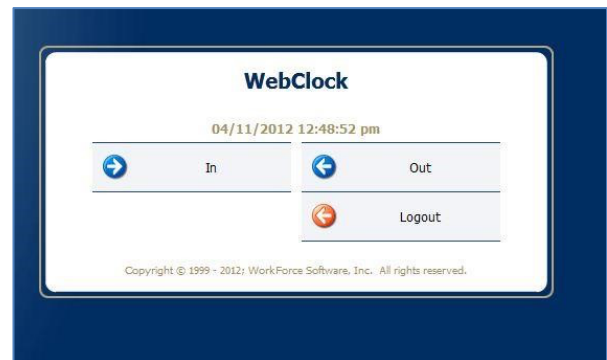 WebClock
04/11/2012 12:48:52 pm
In
Out
Logout
Copyright © 1999 - 2012; WorkForce Software, Inc. All rights reserved.